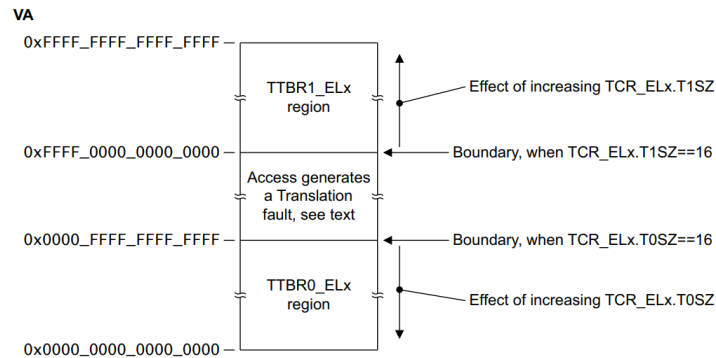 VA
0xFFFF_FFFF_FFFF_FFFF
TTBR1_ELx
region
Effect of increasing TCR_ELx.T1SZ
0xFFFF_0000_0000_0000
Boundary, when TCR_ELx.T1SZ==16
Access generates
a Translation
fault, see text
0x0000_FFFF_FFFF_FFFF
Boundary, when TCR_ELx.T0SZ==16
TTBR0_ELx
region
Effect of increasing TCR_ELx.T0SZ
0x0000_0000_0000_0000